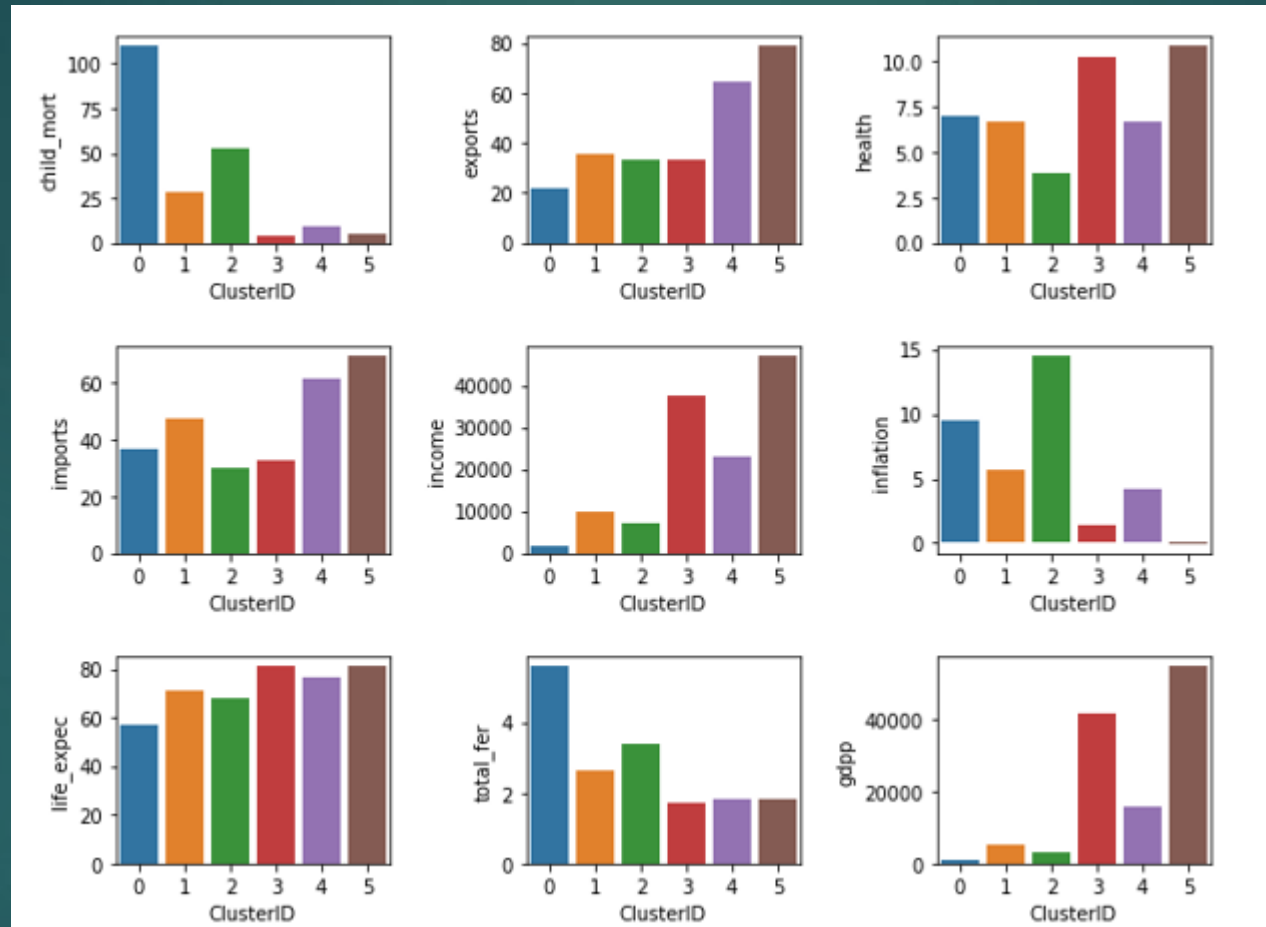 child_mort
100
75
50
25
0
0 1 2 3 4 5
ClusterID
exports
80
60
40
20
0
0 1 2 3 4 5
ClusterID
health
10.0
7.5
5.0
2.5
0.0
0 1 2 3 4 5
ClusterID
imports
60
40
20
0
0 1 2 3 4 5
ClusterID
income
40000
30000
20000
10000
0
0 1 2 3 4 5
ClusterID
inflation
15
10
5
0
0 1 2 3 4 5
ClusterID
life_expec
80
60
40
20
0
0 1 2 3 4 5
ClusterID
total_fer
4
2
0
0 1 2 3 4 5
ClusterID
gdpp
40000
20000
0
0 1 2 3 4 5
ClusterID